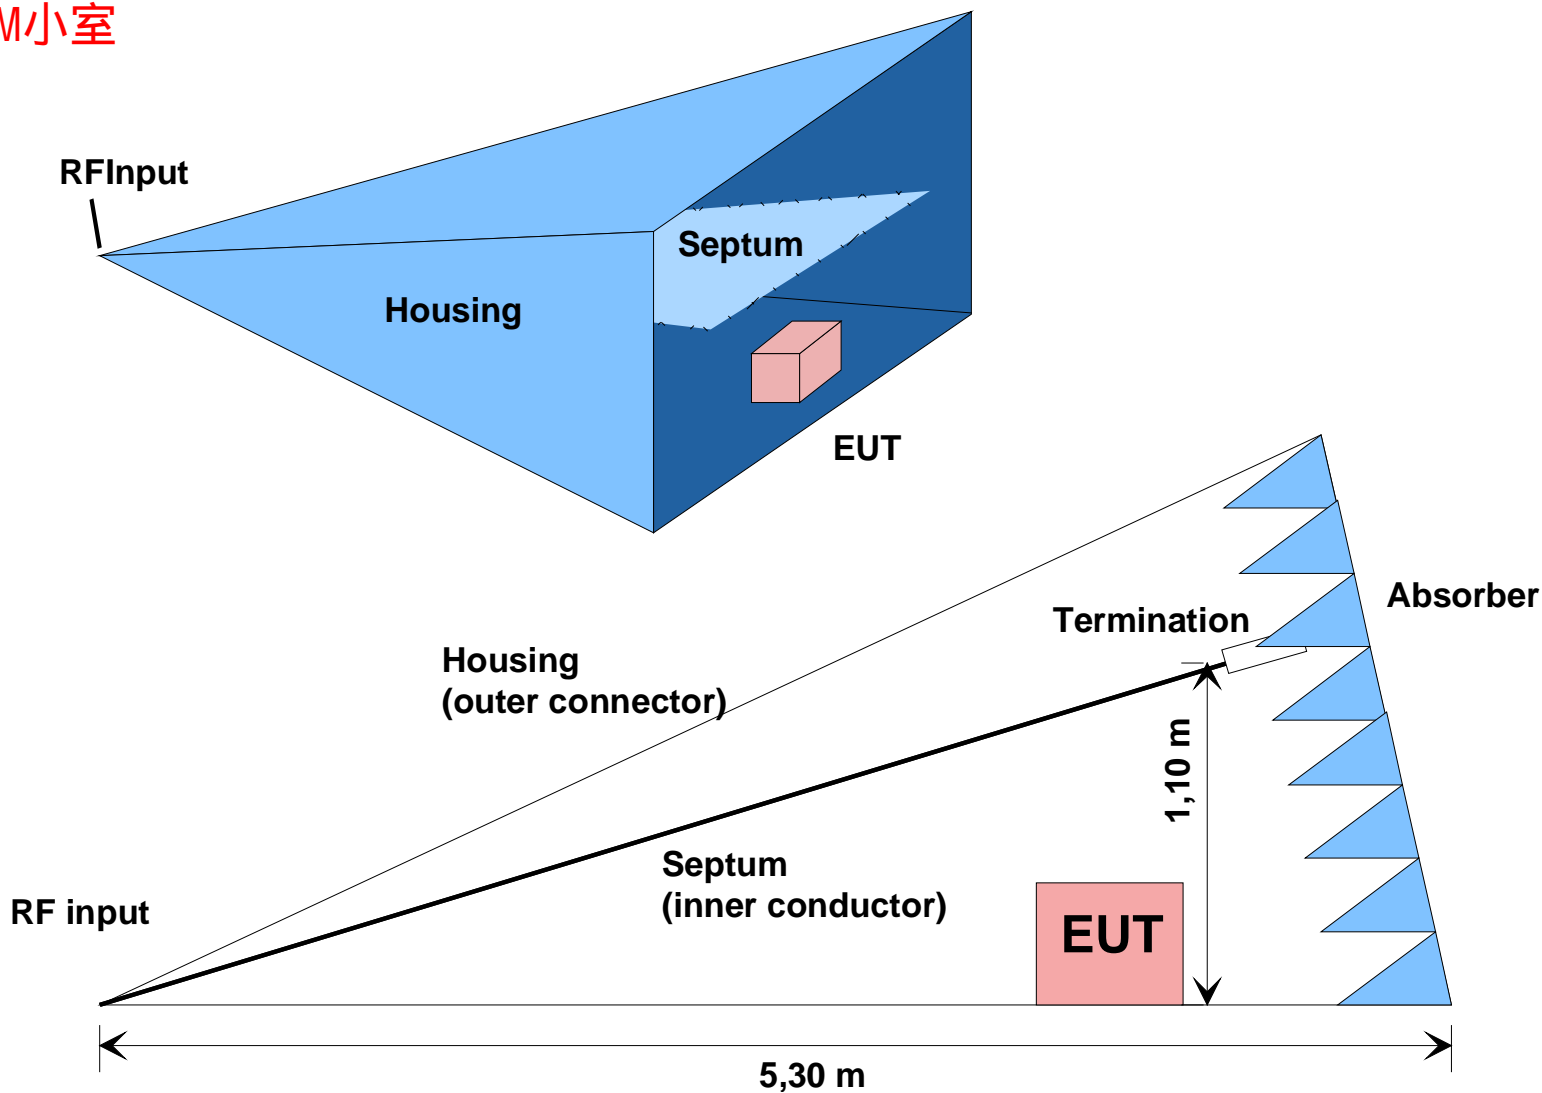 M小室
RFInput
Septum
Housing
EUT
Absorber
Termination
Housing
(outer connector)
1,10 m
Septum
(inner conductor)
RF input
EUT
5,30 m